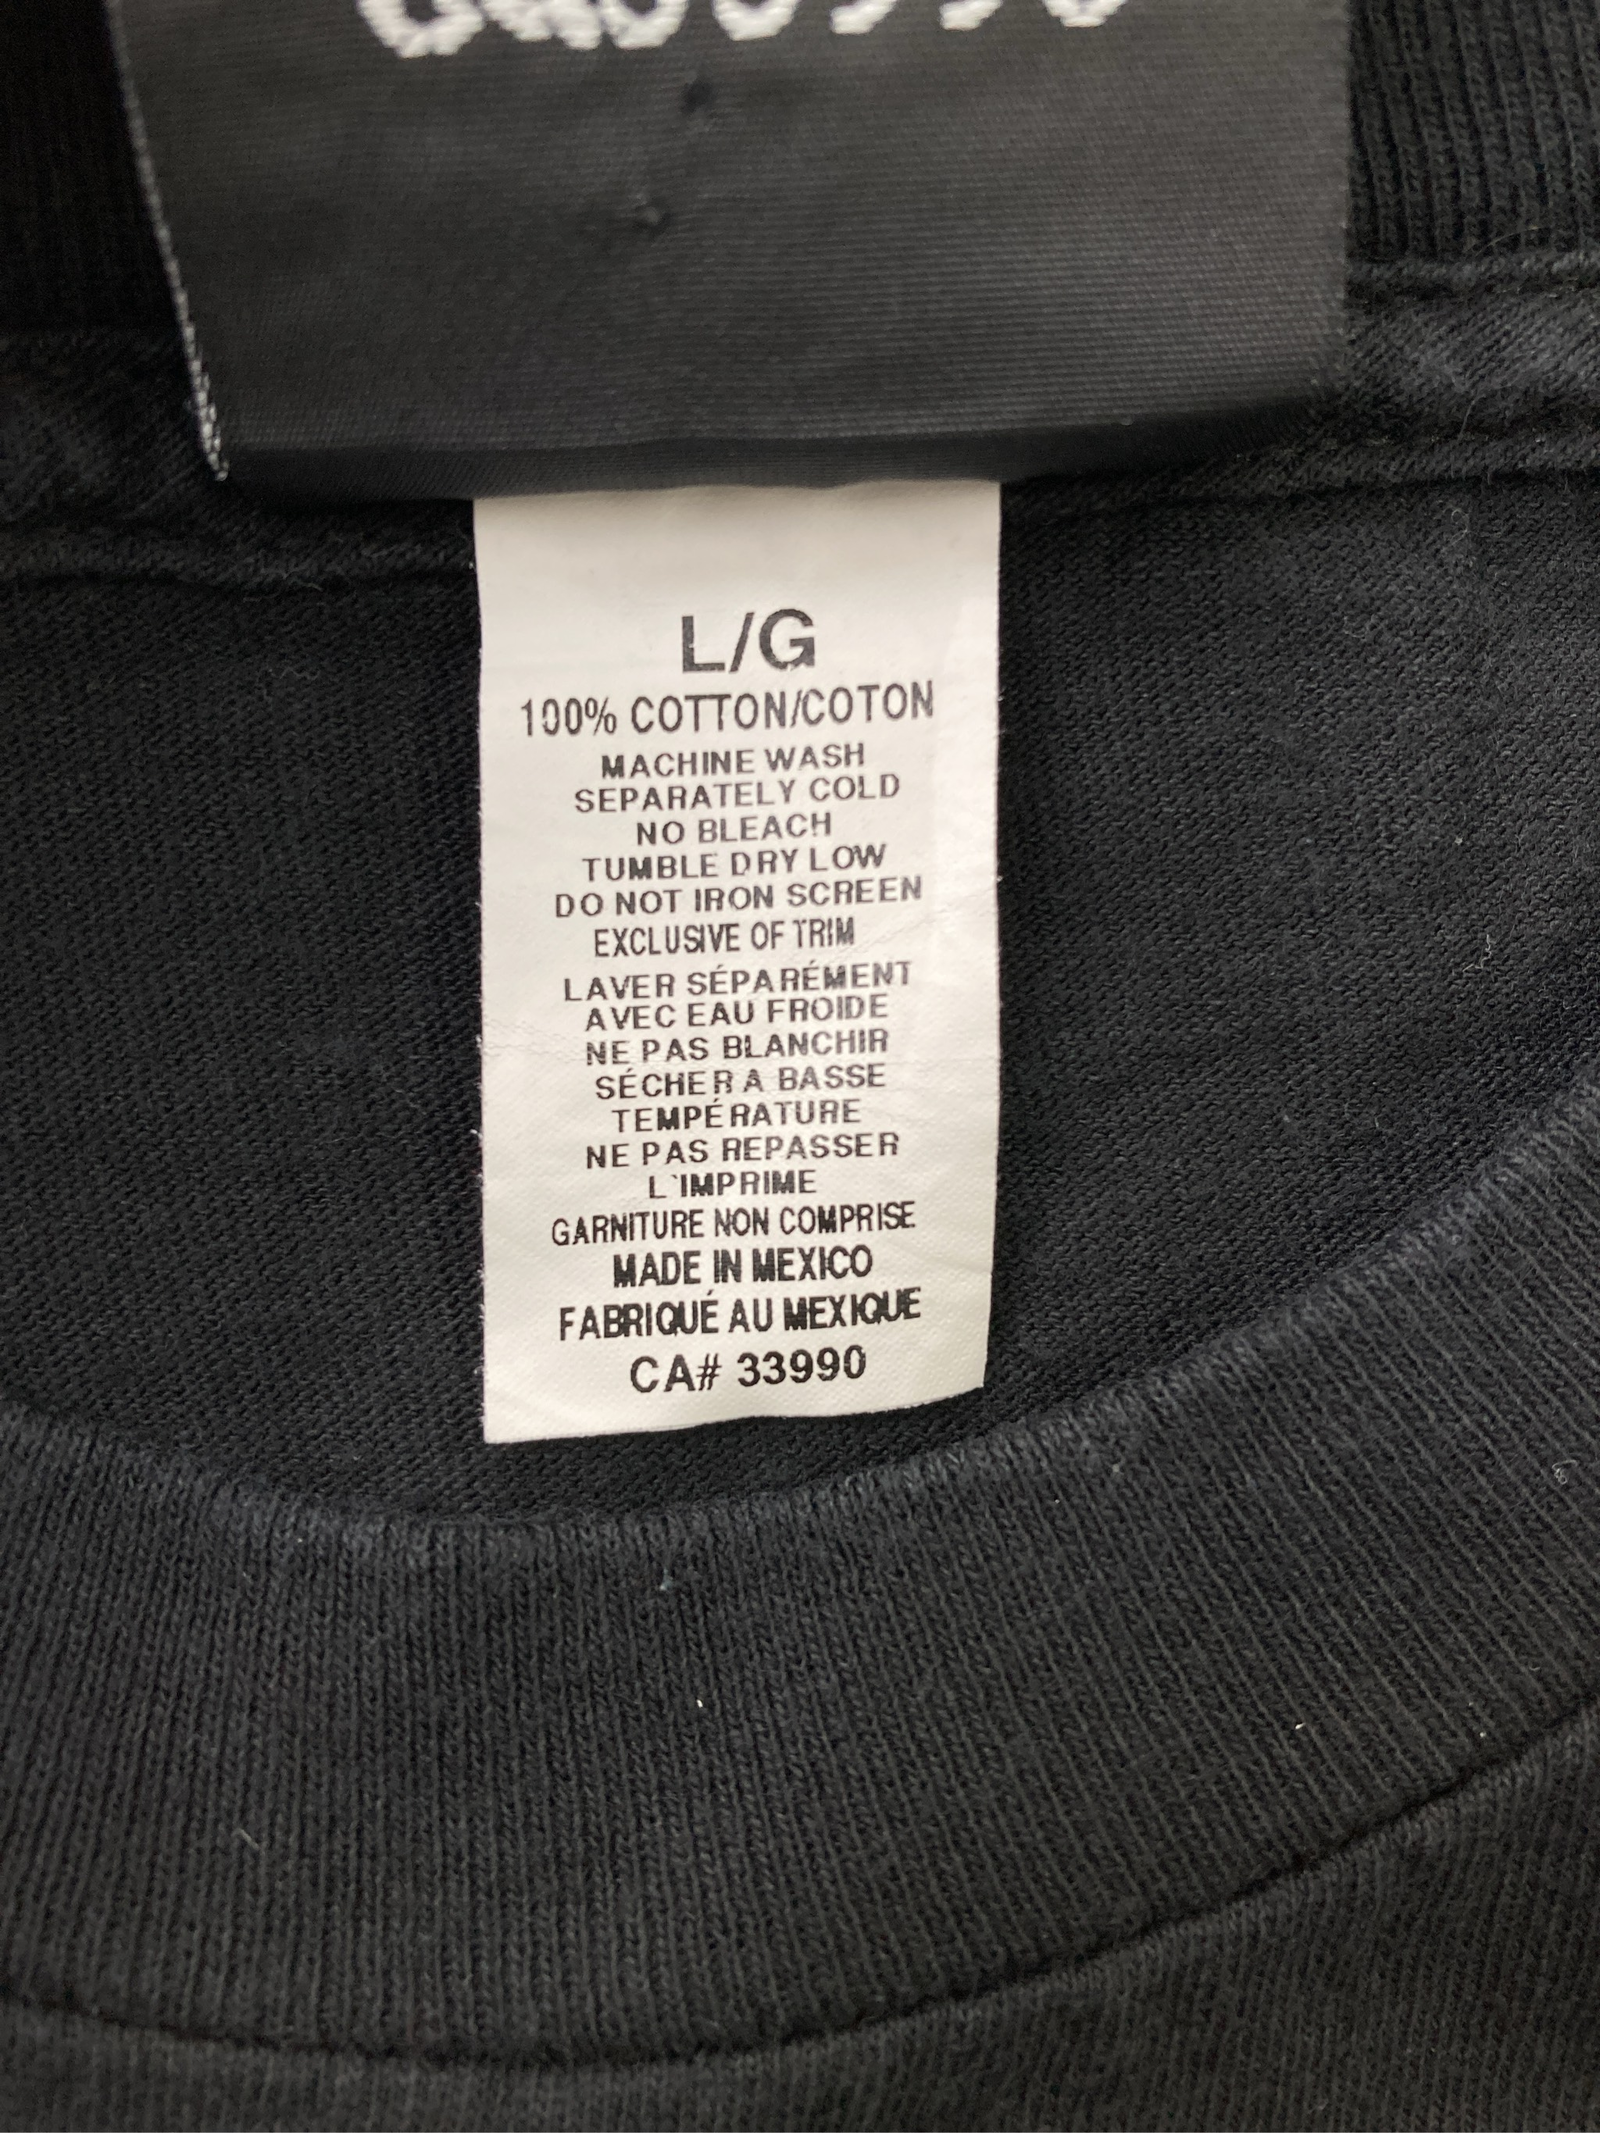 L/G
100% COTTON/COTON
MACHINE WASH
SEPARATELY COLD
NO BLEACH
TUMBLE DRY LOW
DO NOT IRON SCREEN
EXCLUSIVE OF TRIM
LAVER SÉPARÉMENT
AVEC EAU FROIDE
NE PAS BLANCHIR
SÉCHER A BASSE
TEMPÉRATURE
NE PAS REPASSER
L`IMPRIME
GARNITURE NON COMPRISE
MADE IN MEXICO
FABRIQUÉ AU MEXIQUE
CA# 33990